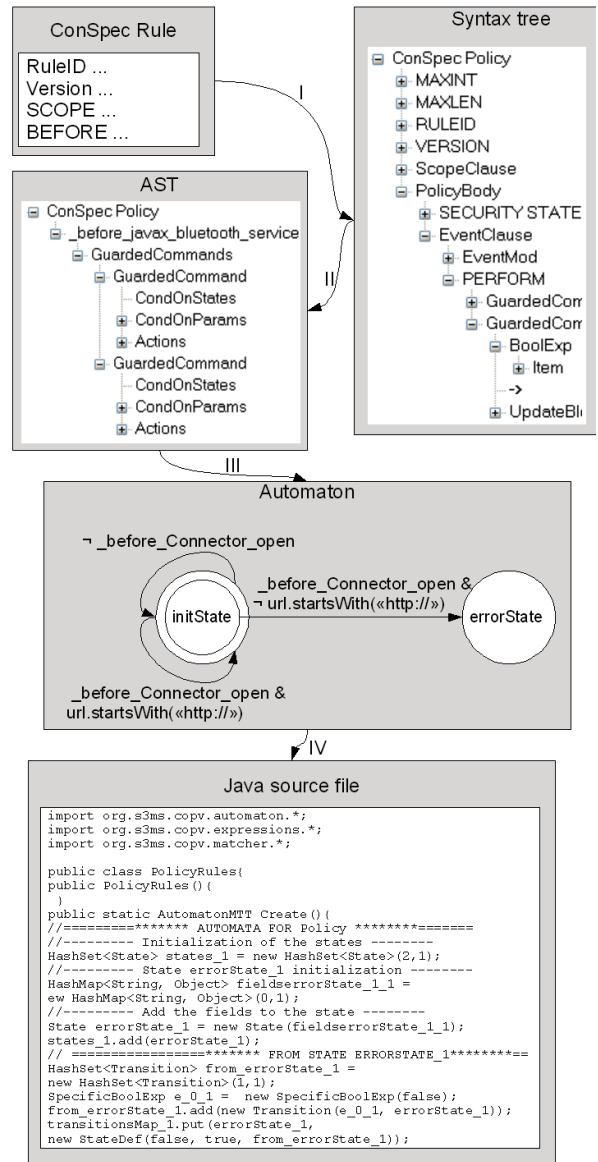 ConSpec Rule
RuleID ...
Version ...
SCOPE ...
BEFORE ...
I
Syntax tree
ConSpec Policy
MAXINT
MAXLEN
RULEID
VERSION
ScopeClause
PolicyBody
SECURITY STATE
EventClause
EventMod
PERFORM
GuardedCom
GuardedCom
BoolExp
Item
->
UpdateBl
II
AST
ConSpec Policy
_before_javax_bluetooth_service
GuardedCommands
GuardedCommand
CondOnStates
CondOnParams
Actions
GuardedCommand
CondOnStates
CondOnParams
Actions
III
Automaton
¬ _before_Connector_open
_before_Connector_open &
¬ url.startsWith(«http://»)
initState
errorState
_before_Connector_open &
url.startsWith(«http://»)
IV
Java source file
import org.s3ms.copv.automaton.*;
import org.s3ms.copv.expressions.*;
import org.s3ms.copv.matcher.*;
public class PolicyRules{
public PolicyRules(){
}
public static AutomatonMTT Create(){
//=========******* AUTOMATA FOR Policy ********=======
//--------- Initialization of the states --------
HashSet<State> states_1 = new HashSet<State>(2,1);
//--------- State errorState_1 initialization --------
HashMap<String, Object> fieldserrorState_1_1 =
ew HashMap<String, Object>(0,1);
//--------- Add the fields to the state --------
State errorState_1 = new State(fieldserrorState_1_1);
states_1.add(errorState_1);
// =================******* FROM STATE ERRORSTATE_1********==
HashSet<Transition> from_errorState_1 =
new HashSet<Transition>(1,1);
SpecificBoolExp e_0_1 =  new SpecificBoolExp(false);
from_errorState_1.add(new Transition(e_0_1, errorState_1));
transitionsMap_1.put(errorState_1,
new StateDef(false, true, from_errorState_1));